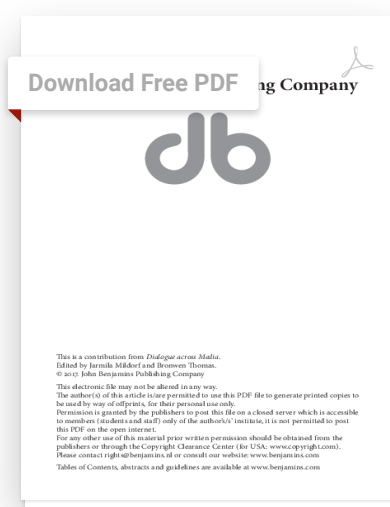 Download Free PDF
ng Company
db
This is a contribution from Dialogue across Malia.
Edited by Jarmila Mildorf and Bronwen Thomas.
© 2017. John Benjamins Publishing Company
This electronic file may not be altered in any way.
The author(s) of this article is/are permitted to use this PDF file to generate printed copies to
be used by way of offprints, for their personal use only.
Permission is granted by the publishers to post this file on a closed server which is accessible
to members (students and staff) only of the author's/s' institute, it is not permitted to post
this PDF on the open internet.
For any other use of this material prior written permission should be obtained from the
publishers or through the Copyright Clearance Center (for USA: www.copyright.com).
Please contact rights@benjamins.nl or consult our website: www.benjamins.com
Tables of Contents, abstracts and guidelines are available at www.benjamins.com